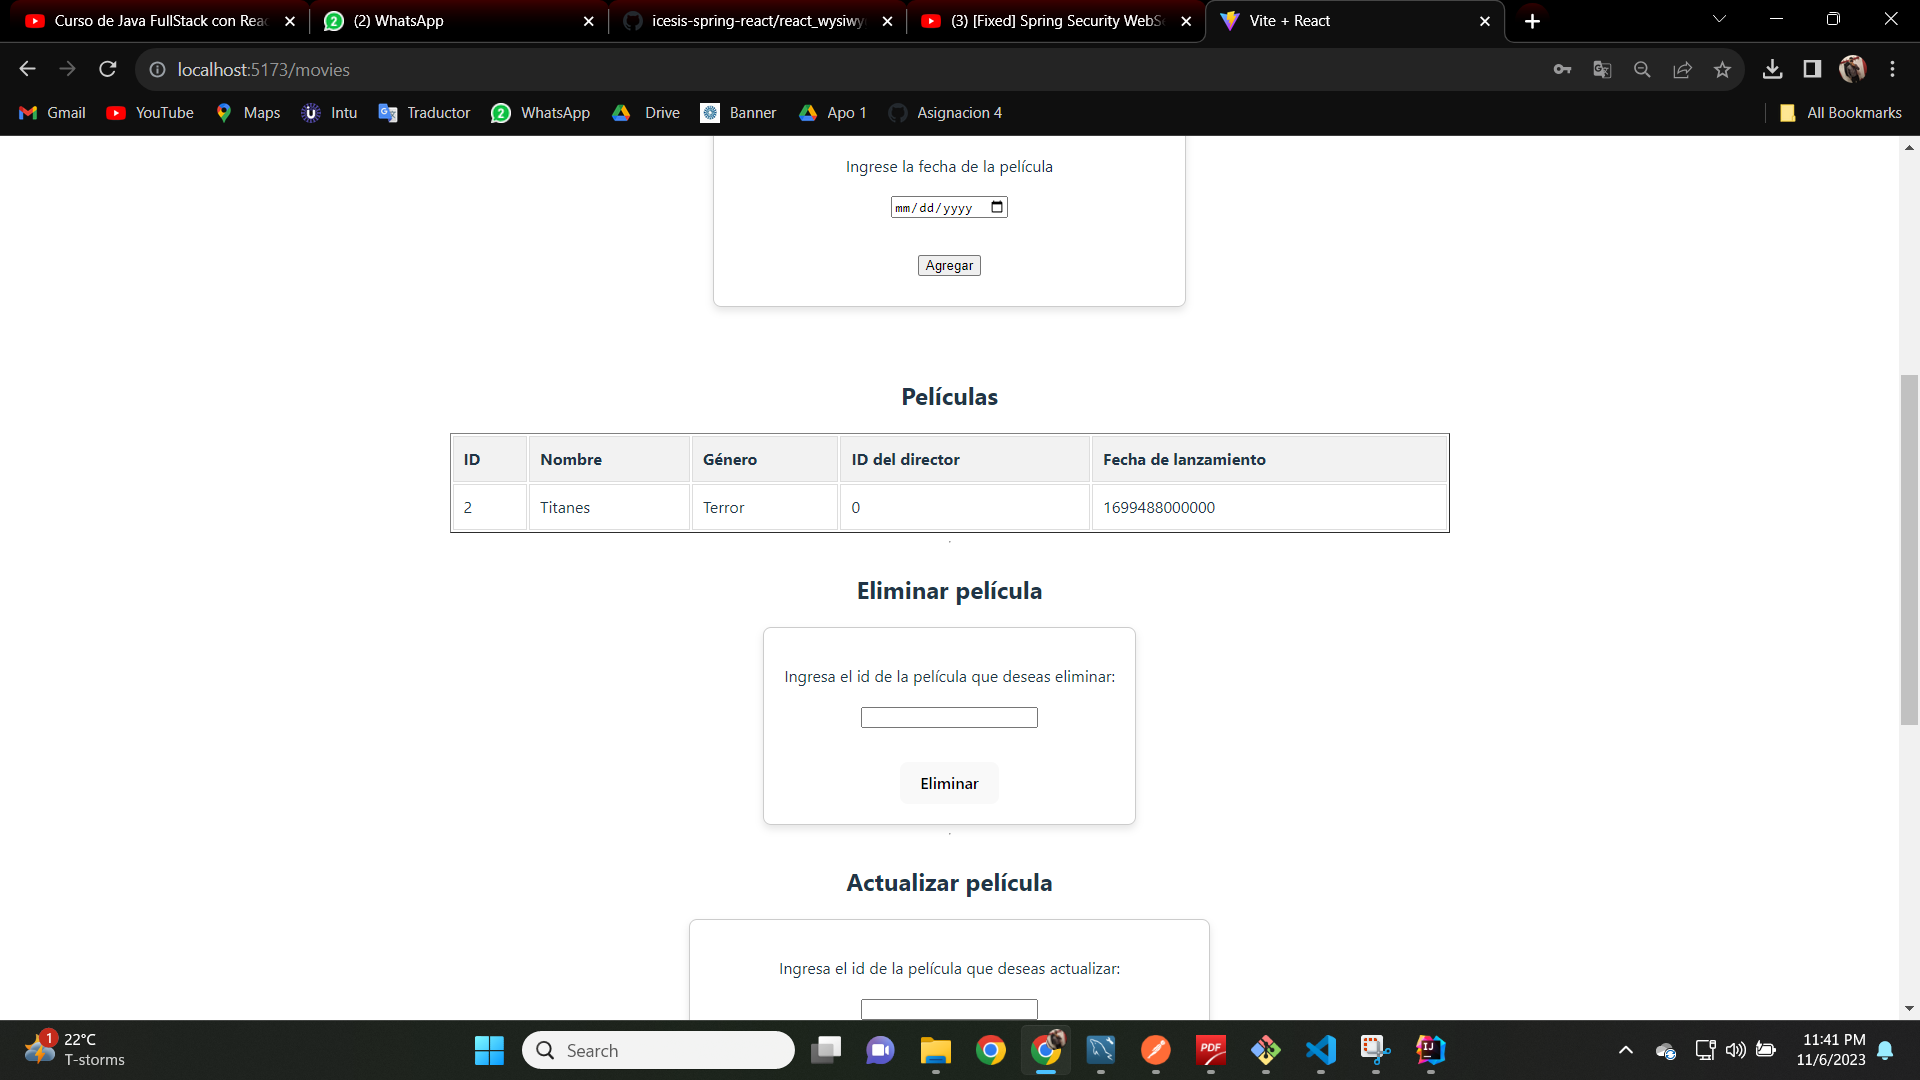 Curso de Java FullStack con Reac
(2) WhatsApp
icesis-spring-react/react_wysiwy
(3) [Fixed] Spring Security WebSe
Vite + React
localhost:5173/movies
Gmail
YouTube
Maps
Intu
Traductor
WhatsApp
Drive
Banner
Apo 1
Asignacion 4
All Bookmarks
Ingrese la fecha de la película
mm/dd/yyyy
Agregar
Películas
ID Nombre Género ID del director Fecha de lanzamiento
2 Titanes Terror 0 1699488000000
Eliminar película
Ingresa el id de la película que deseas eliminar:
Eliminar
Actualizar película
Ingresa el id de la película que deseas actualizar:
1
22°C
T-storms
Search
PDF
IJ
11:41 PM
11/6/2023